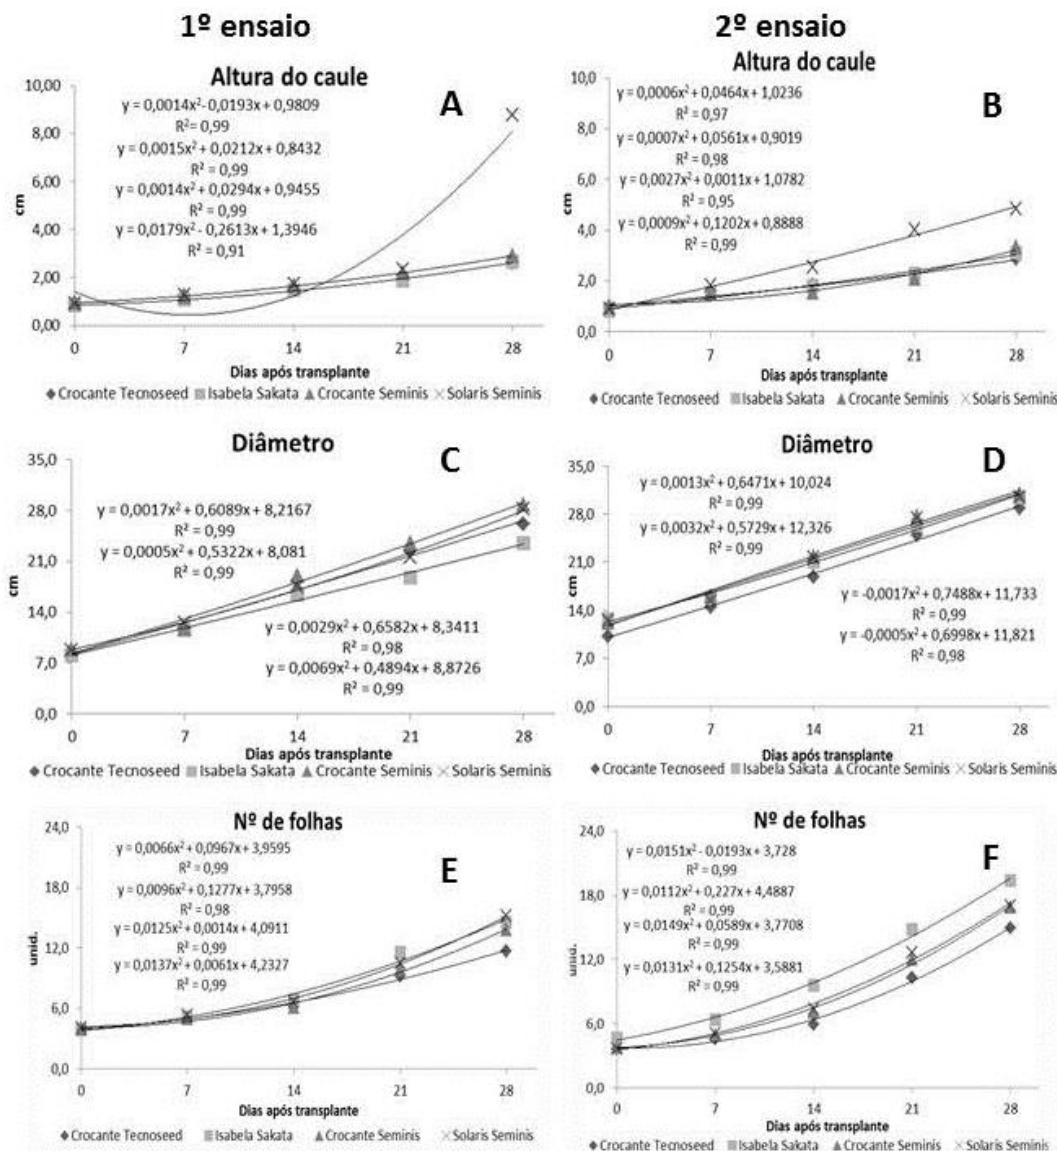 1º ensaio
2º ensaio
Altura do caule
A
10,00
8,00
6,00
4,00
2,00
0,00
cm
y = 0,0014x² - 0,0193x + 0,9809
R² = 0,99
y = 0,0015x² + 0,0212x + 0,8432
R² = 0,99
y = 0,0014x² + 0,0294x + 0,9455
R² = 0,99
y = 0,0179x² - 0,2613x + 1,3946
R² = 0,91
0 7 14 21 28
Dias após transplante
Crocante Tecnoseed Isabela Sakata Crocante Seminis Solaris Seminis
Altura do caule
B
10,0
8,0
6,0
4,0
2,0
0,0
cm
y = 0,0006x² + 0,0464x + 1,0236
R² = 0,97
y = 0,0007x² + 0,0561x + 0,9019
R² = 0,98
y = 0,0027x² + 0,0011x + 1,0782
R² = 0,95
y = 0,0009x² + 0,1202x + 0,8888
R² = 0,99
0 7 14 21 28
Dias após transplante
Crocante Tecnoseed Isabela Sakata Crocante Seminis Solaris Seminis
Diâmetro
C
35,0
28,0
21,0
14,0
7,0
0,0
cm
y = 0,0017x² + 0,6089x + 8,2167
R² = 0,99
y = 0,0005x² + 0,5322x + 8,081
R² = 0,99
y = 0,0029x² + 0,6582x + 8,3411
R² = 0,98
y = 0,0069x² + 0,4894x + 8,8726
R² = 0,99
0 7 14 21 28
Dias após transplante
Crocante Tecnoseed Isabela Sakata Crocante Seminis Solaris Seminis
Diâmetro
D
35,0
28,0
21,0
14,0
7,0
0,0
cm
y = 0,0013x² + 0,6471x + 10,024
R² = 0,99
y = 0,0032x² + 0,5729x + 12,326
R² = 0,99
y = -0,0017x² + 0,7488x + 11,733
R² = 0,99
y = -0,0005x² + 0,6998x + 11,821
R² = 0,98
0 7 14 21 28
Dias após transplante
Crocante Tecnoseed Isabela Sakata Crocante Seminis Solaris Seminis
Nº de folhas
E
24,0
18,0
12,0
6,0
0,0
unid.
y = 0,0066x² + 0,0967x + 3,9595
R² = 0,99
y = 0,0096x² + 0,1277x + 3,7958
R² = 0,98
y = 0,0125x² + 0,0014x + 4,0911
R² = 0,99
y = 0,0137x² + 0,0061x + 4,2327
R² = 0,99
0 7 14 21 28
Dias após transplante
Crocante Tecnoseed Isabela Sakata Crocante Seminis Solaris Seminis
F
24,0
18,0
12,0
6,0
0,0
unid.
y = 0,0151x² - 0,0193x + 3,728
R² = 0,99
y = 0,0112x² + 0,227x + 4,4887
R² = 0,99
y = 0,0149x² + 0,0589x + 3,7708
R² = 0,99
y = 0,0131x² + 0,1254x + 3,5881
R² = 0,99
0 7 14 21 28
Dias após transplante
Crocante Tecnoseed Isabela Sakata Crocante Seminis Solaris Seminis
Nº de folhas